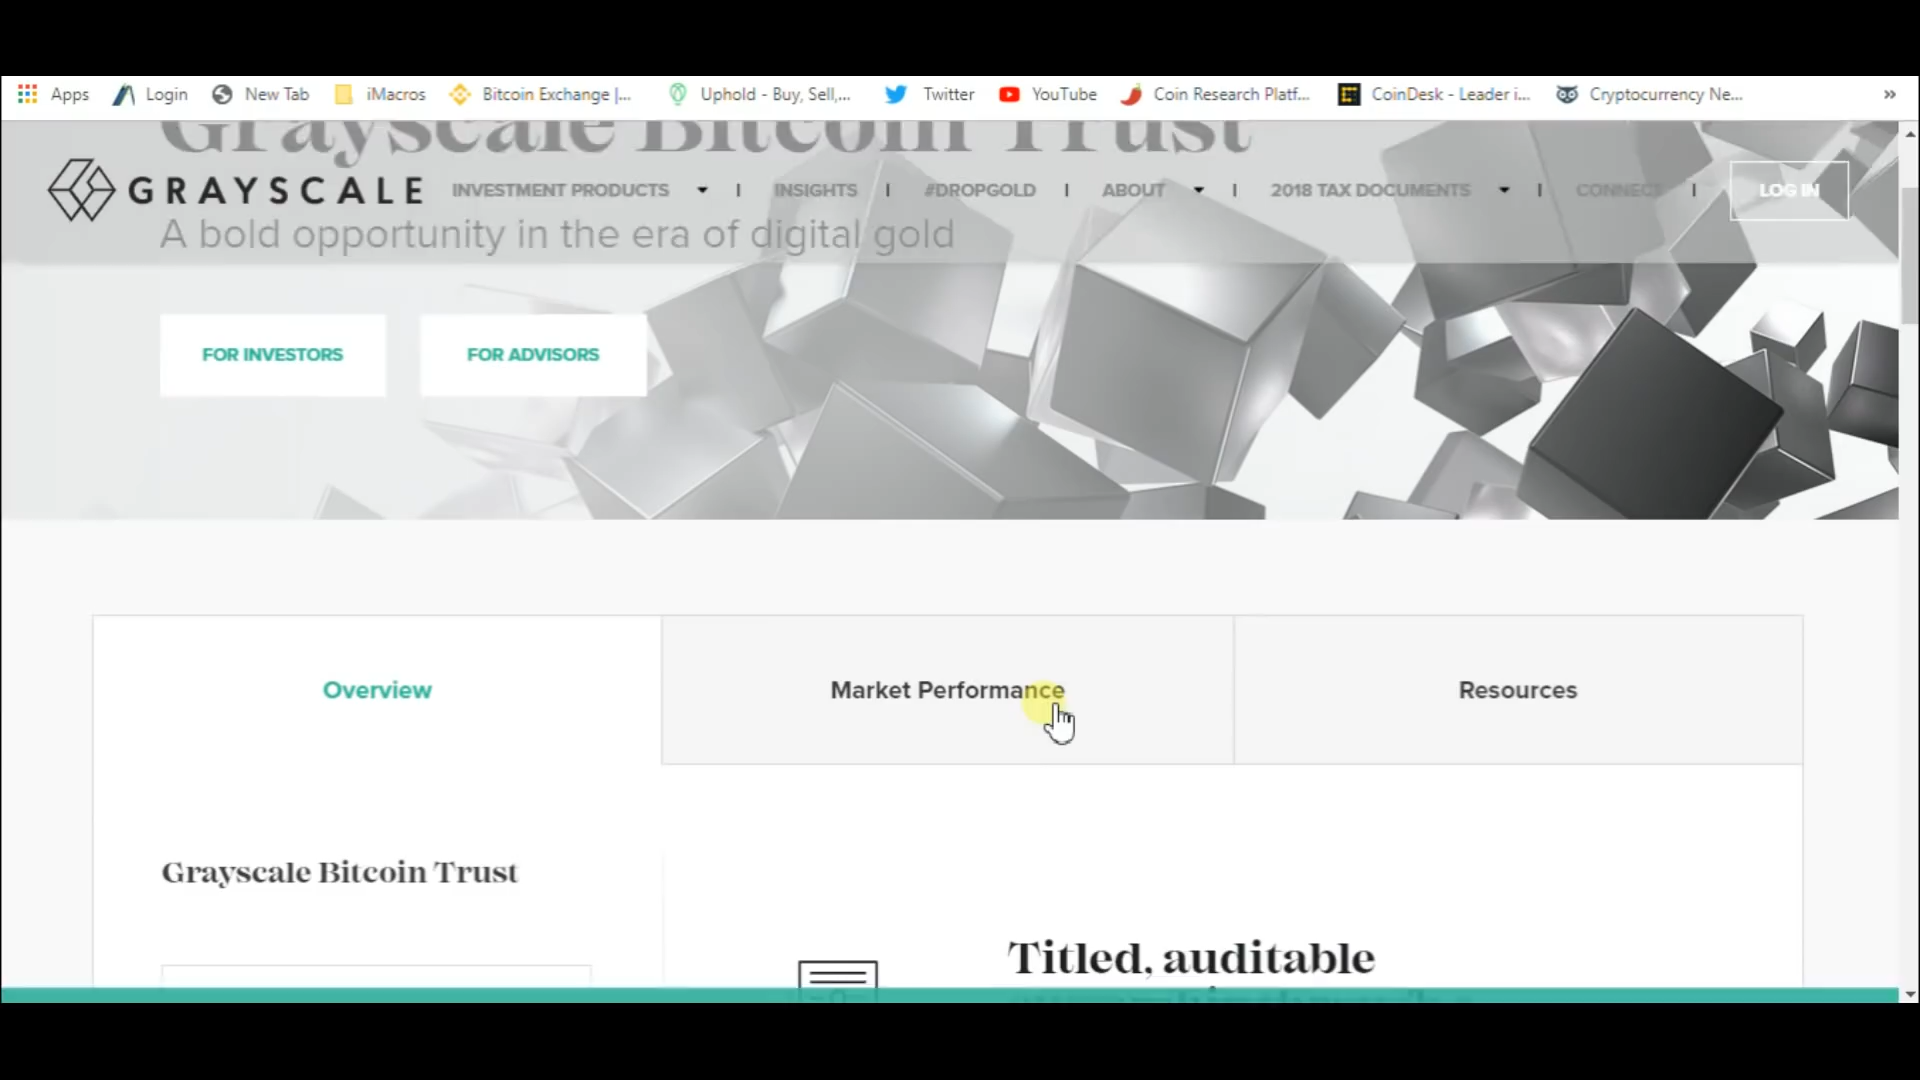 Apps Login New Tab iMacros Bitcoin Exchange |... Uphold - Buy, Sell,... Twitter YouTube Coin Research Platf... CoinDesk - Leader i... Cryptocurrency Ne... »
Grayscale Bitcoin Trust
GRAYSCALE INVESTMENT PRODUCTS | INSIGHTS | #DROPGOLD | ABOUT | 2018 TAX DOCUMENTS | CONNECT | LOG IN
A bold opportunity in the era of digital gold
FOR INVESTORS FOR ADVISORS
Overview Market Performance Resources
Grayscale Bitcoin Trust
Titled, auditable